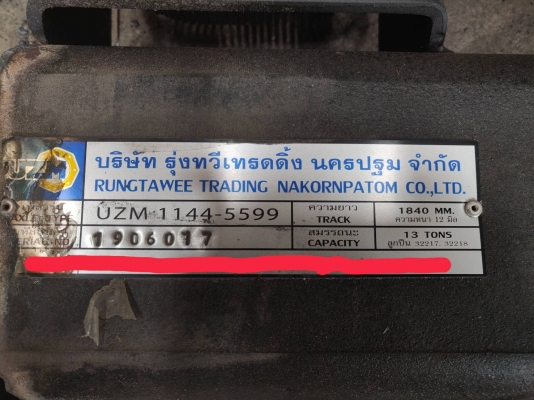 UZM
บริษัท รุ่งทวีเทรดดิ้ง นครปฐม จำกัด
RUNGTAWEE TRADING NAKORNPATOM CO.,LTD.
UZM-1144-5599
ความยาว
TRACK
1840 MM.
ความหนา 12 มิล
1906017
สมรรถนะ
CAPACITY
13 TONS
ลูกปืน 32217, 32218